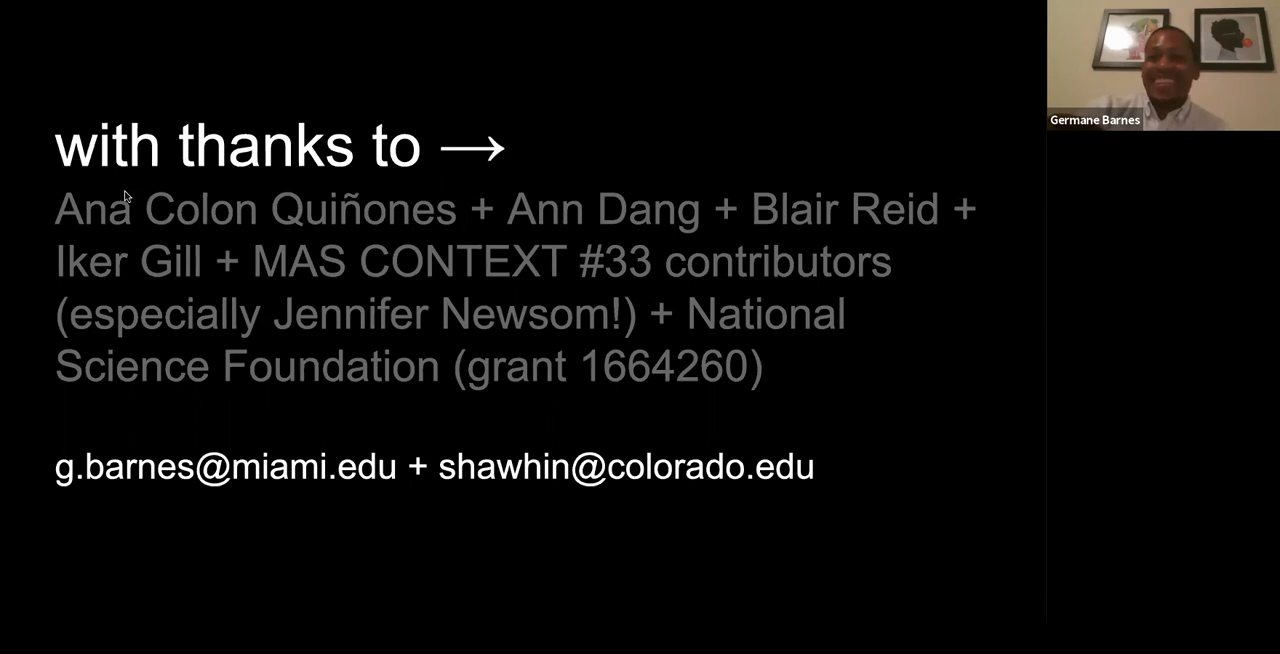 with thanks to →
Ana Colon Quiñones + Ann Dang + Blair Reid +
Iker Gill + MAS CONTEXT #33 contributors
(especially Jennifer Newsom!) + National
Science Foundation (grant 1664260)
g.barnes@miami.edu + shawhin@colorado.edu
Germane Barnes